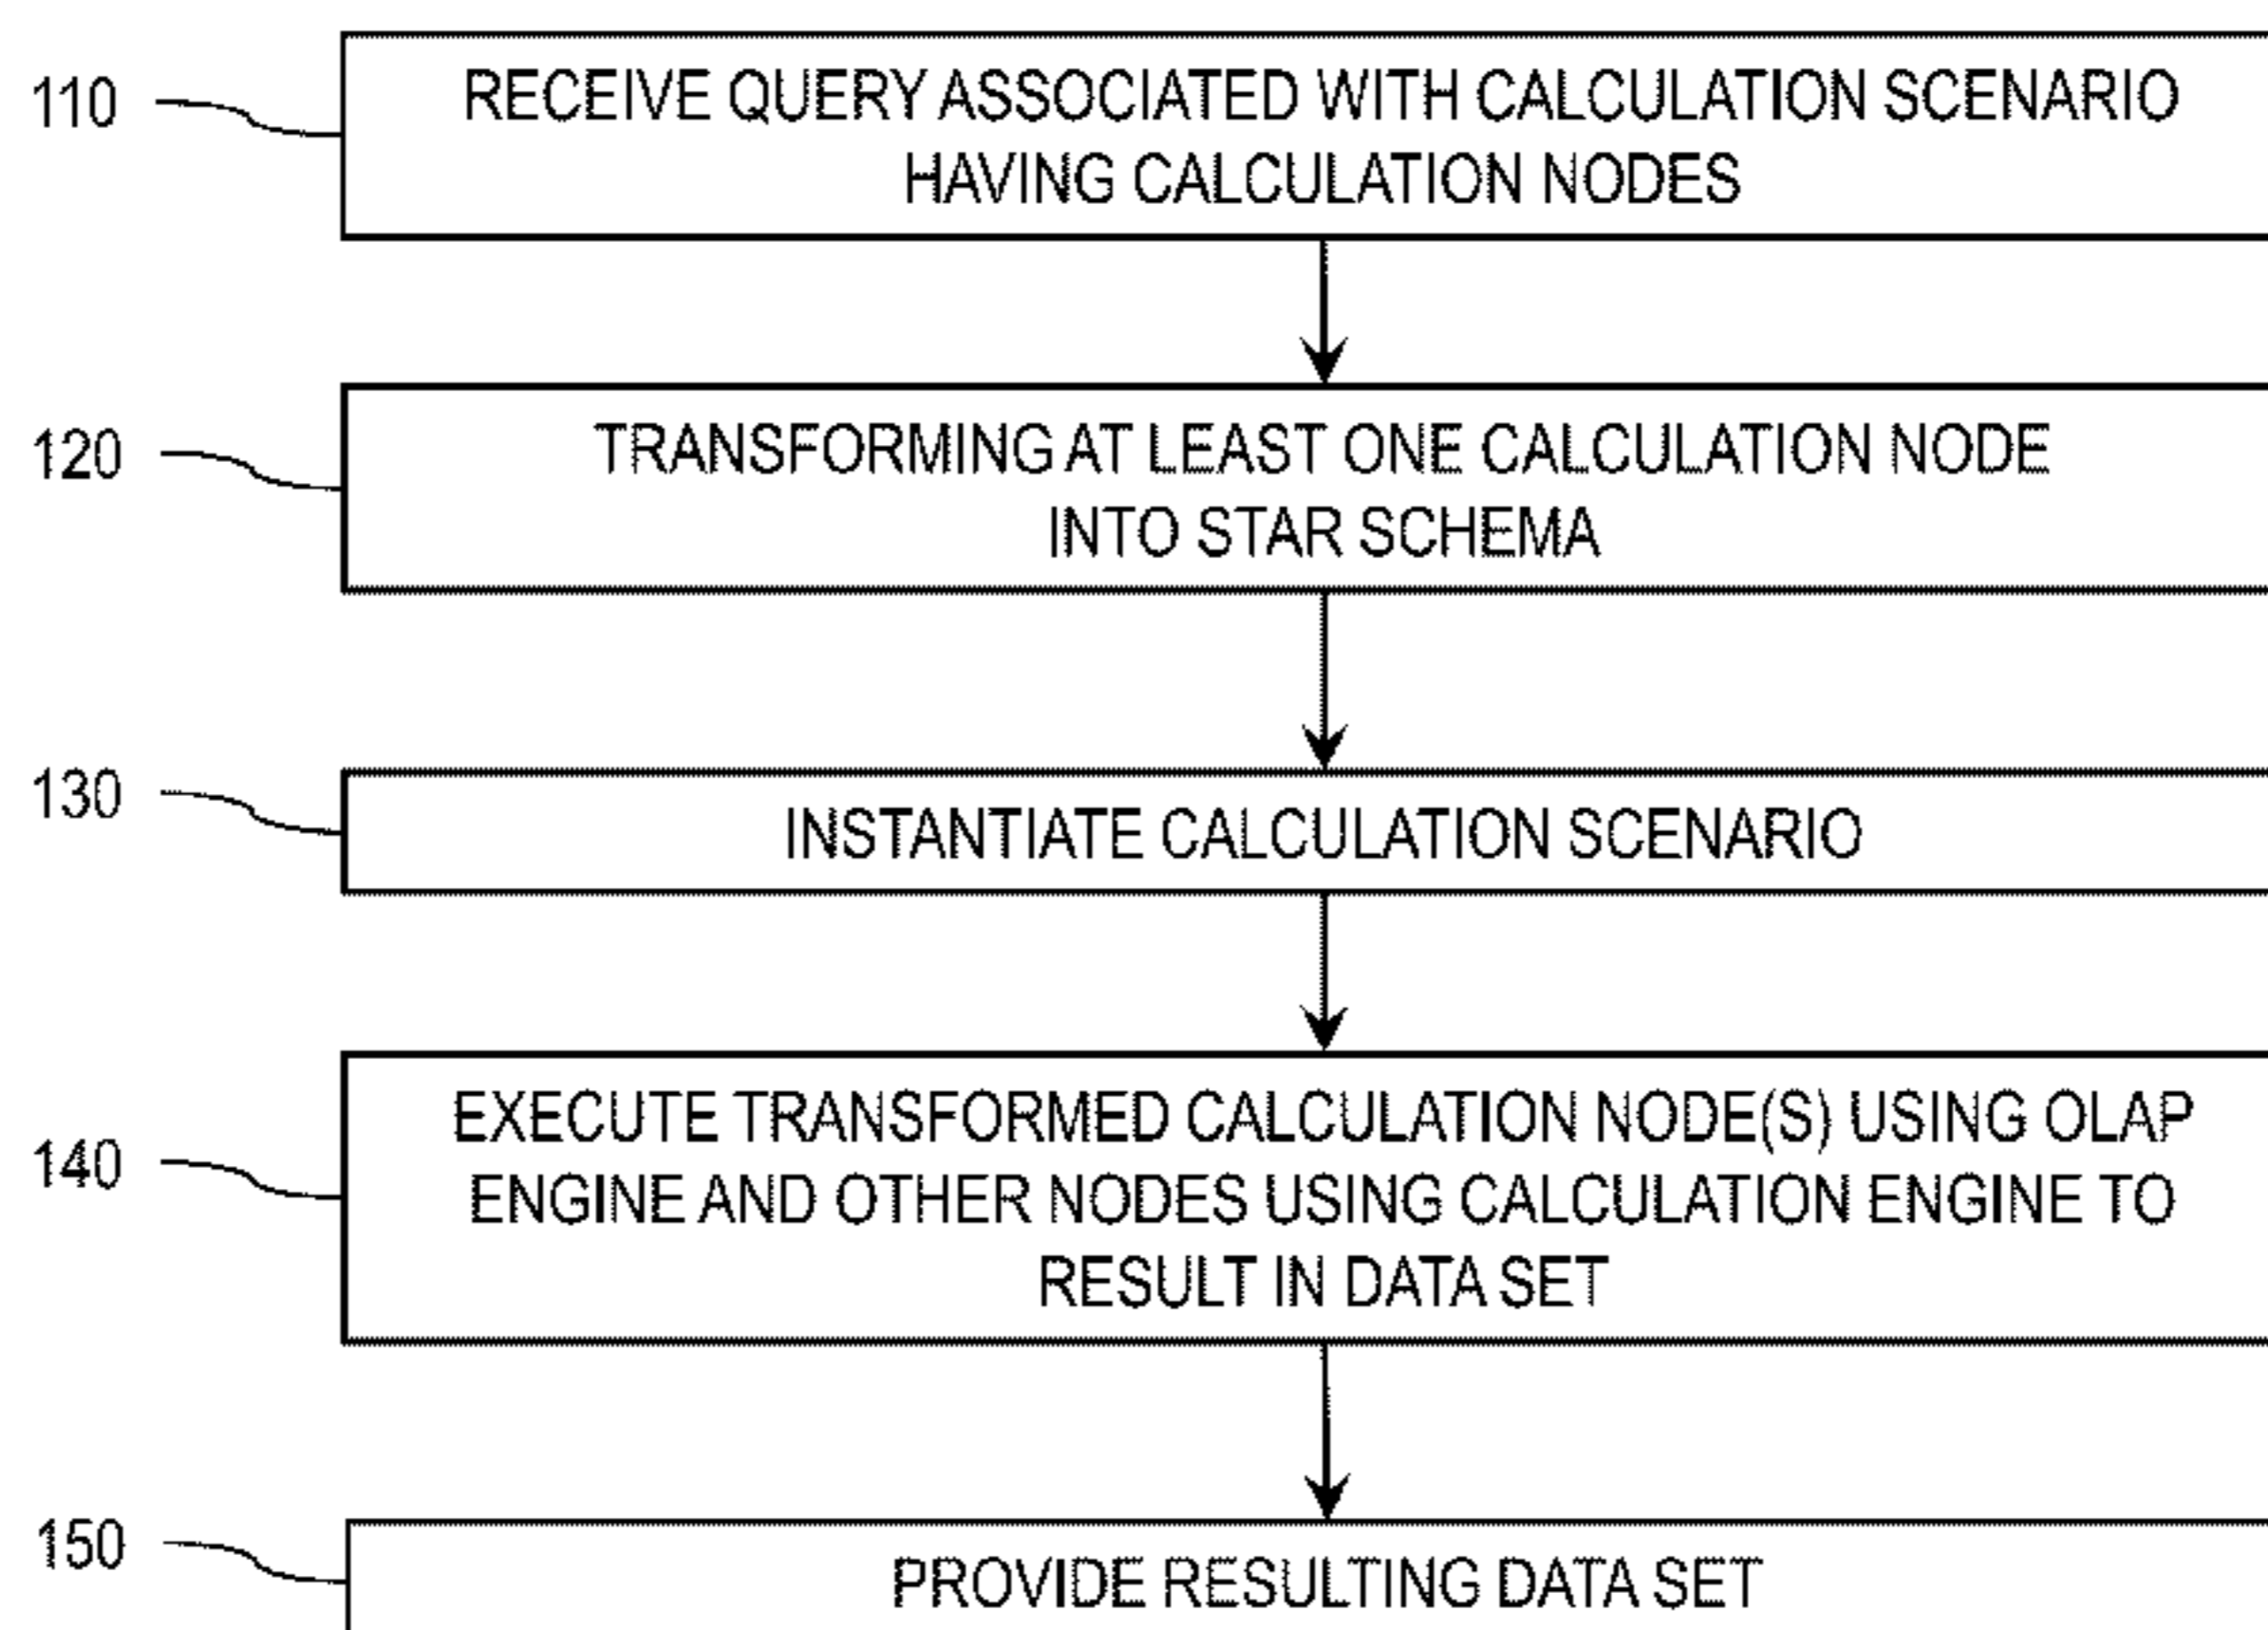 110
RECEIVE QUERY ASSOCIATED WITH CALCULATION SCENARIO
HAVING CALCULATION NODES
120
TRANSFORMING AT LEAST ONE CALCULATION NODE
INTO STAR SCHEMA
130
INSTANTIATE CALCULATION SCENARIO
140
EXECUTE TRANSFORMED CALCULATION NODE(S) USING OLAP
ENGINE AND OTHER NODES USING CALCULATION ENGINE TO
RESULT IN DATA SET
150
PROVIDE RESULTING DATA SET